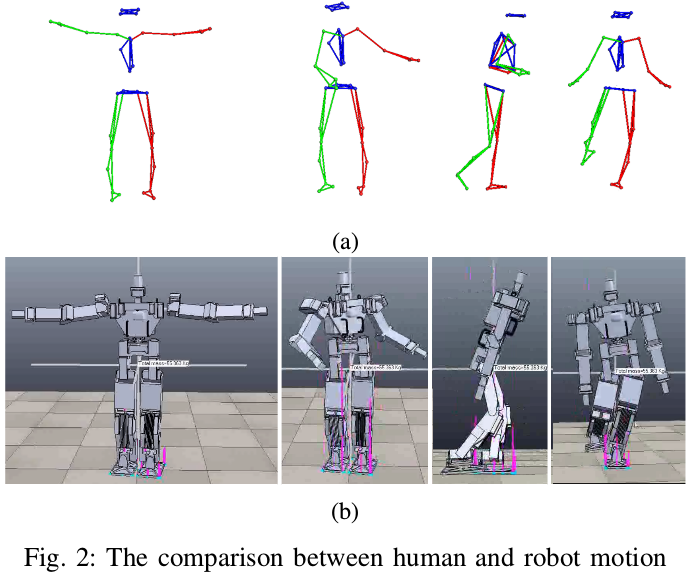 (a)
Total mass=55.363 Kg
Total mass=55.363 Kg
Total mass=55.363 Kg
Total mass=55.363 Kg
(b)
Fig. 2: The comparison between human and robot motion